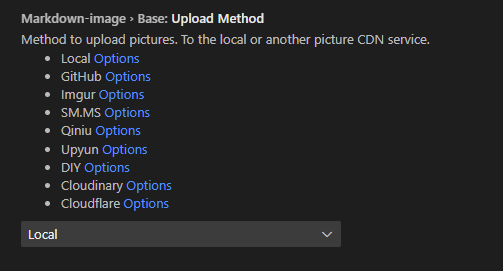 Markdown-image › Base: Upload Method
Method to upload pictures. To the local or another picture CDN service.
• Local Options
• GitHub Options
• Imgur Options
• SM.MS Options
• Qiniu Options
• Upyun Options
• DIY Options
• Cloudinary Options
• Cloudflare Options
Local